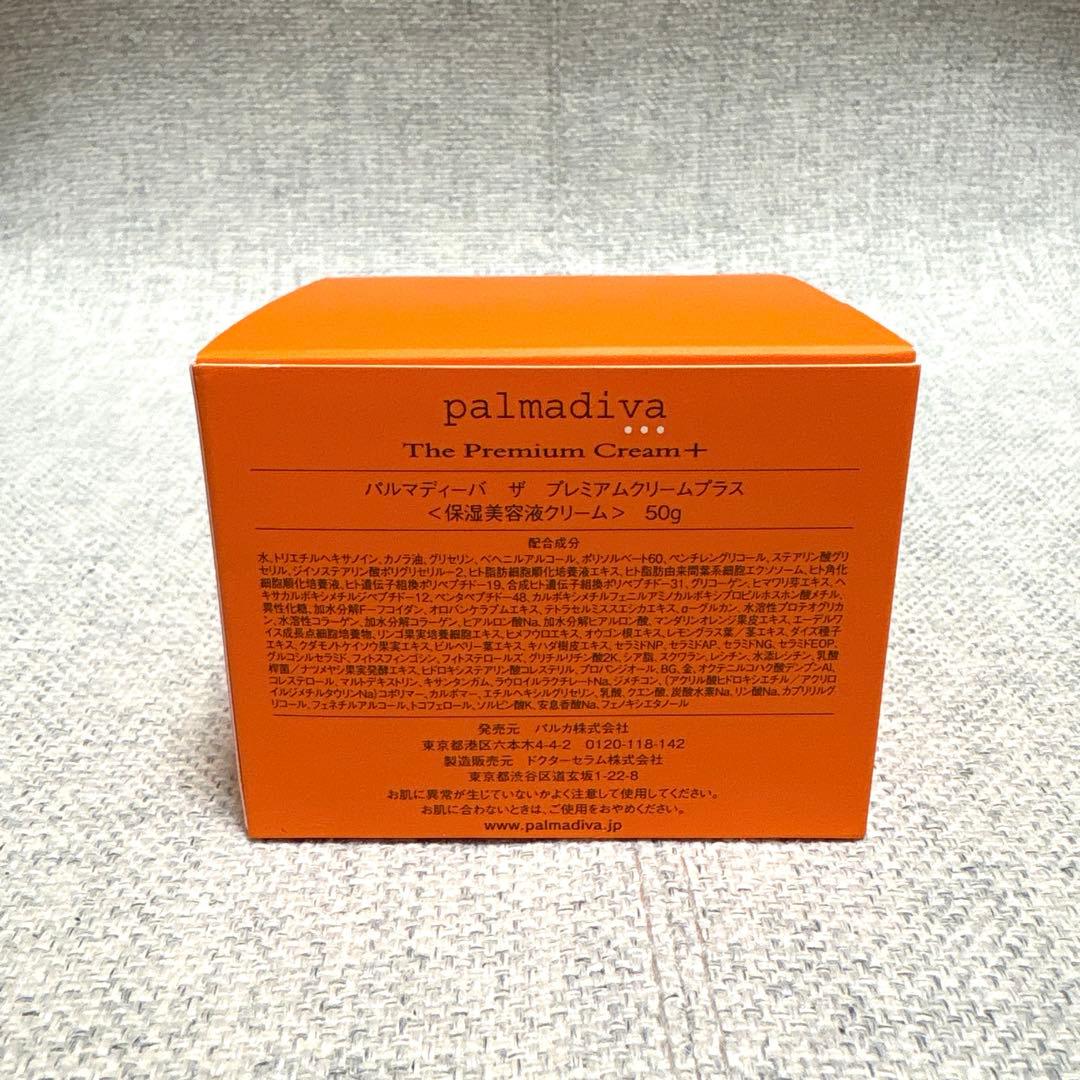 palmadiva
The Premium Cream+
パルマディーバ ザ プレミアムクリームプラス
<保湿美容液クリーム> 50g
配合成分
水、トリエチルヘキサノイン、カノラ油、グリセリン、ベヘニルアルコール、ポリソルベート60、ペンチレングリコール、ステアリン酸グリ
セリル、ジイソステアリン酸ポリグリセリル-2、ヒト脂肪細胞順化培養液エキス、ヒト脂肪由来間葉系細胞エクソソーム、ヒト角化
細胞順化培養液、ヒト遺伝子組換ポリペプチド-19、合成ヒト遺伝子組換ポリペプチド-31、グリコーゲン、ヒマワリ芽エキス、ヘ
キサカルボキシメチルジペプチド-12、ペンタペプチド-48、カルボキシメチルフェニルアミノカルボキシプロピルホスホン酸メチル、
異性化糖、加水分解F-フコイダン、オロバンケラプムエキス、テトラセルミススエシカエキス、αーグルカン、水溶性プロテオグリカ
ン、水溶性コラーゲン、加水分解コラーゲン、ヒアルロン酸Na、加水分解ヒアルロン酸、マンダリンオレンジ果皮エキス、エーデルワ
イス成長点細胞培養物、リンゴ果実培養細胞エキス、ヒメフウロエキス、オウゴン根エキス、レモングラス葉/茎エキス、ダイズ種子
エキス、クダモノトケイソウ果実エキス、ビルベリー葉エキス、キハダ樹皮エキス、セラミドNP、セラミドAP、セラミドNG、セラミドEOP、
グルコシルセラミド、フィトスフィンゴシン、フィトステロールズ、グリチルリチン酸2K、シア脂、スクワラン、レシチン、水添レシチン、乳酸
桿菌/ナツメヤシ果実発酵エキス、ヒドロキシステアリン酸コレステリル、プロパンジオール、BG、金、オクテニルコハク酸デンプンAl、
コレステロール、マルトデキストリン、キサンタンガム、ラウロイルラクチレートNa、ジメチコン、(アクリル酸ヒドロキシエチル/アクリロ
イルジメチルタウリンNa)コポリマー、カルボマー、エチルヘキシルグリセリン、乳酸、クエン酸、炭酸水素Na、リン酸Na、カプリリルグ
リコール、フェネチルアルコール、トコフェロール、ソルビン酸K、安息香酸Na、フェノキシエタノール
発売元 パルカ株式会社
東京都港区六本木4-4-2 0120-118-142
製造販売元 ドクターセラム株式会社
東京都渋谷区道玄坂1-22-8
お肌に異常が生じていないかよく注意して使用してください。
お肌に合わないときは、ご使用をおやめください。
www.palmadiva.jp